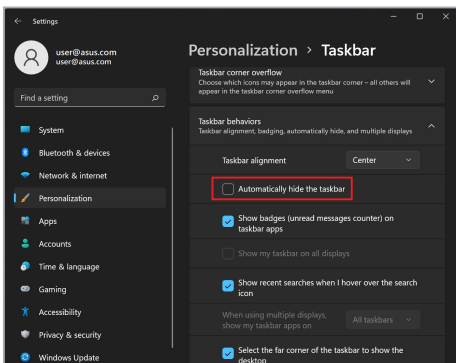 Settings
user@asus.com
user@asus.com
Find a setting
System
Bluetooth & devices
Network & internet
Personalization
Apps
Accounts
Time & language
Gaming
Accessibility
Privacy & security
Windows Update
Personalization > Taskbar
Taskbar corner overflow
Choose which icons may appear in the taskbar corner – all others will
appear in the taskbar corner overflow menu
Taskbar behaviors
Taskbar alignment, badging, automatically hide, and multiple displays
Taskbar alignment
Center
Automatically hide the taskbar
Show badges (unread messages counter) on
taskbar apps
Show my taskbar on all displays
Show recent searches when I hover over the search
icon
When using multiple displays,
show my taskbar apps on
All taskbars
Select the far corner of the taskbar to show the
desktop